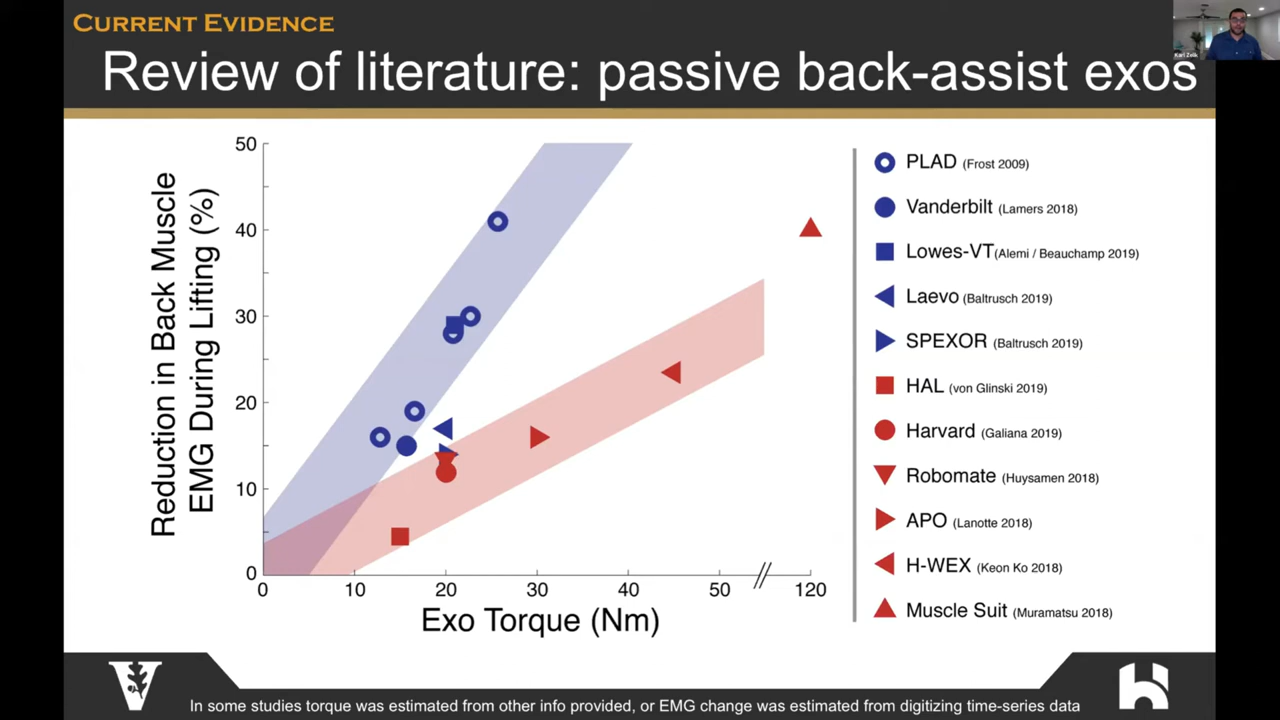 CURRENT EVIDENCE
Review of literature: passive back-assist exos
Karl Zelik
Reduction in Back Muscle
EMG During Lifting (%)
50
40
30
20
10
0
0 10 20 30 40 50 // 120
Exo Torque (Nm)
PLAD (Frost 2009)
Vanderbilt (Lamers 2018)
Lowes-VT(Alemi / Beauchamp 2019)
Laevo (Baltrusch 2019)
SPEXOR (Baltrusch 2019)
HAL (von Glinski 2019)
Harvard (Galiana 2019)
Robomate (Huysamen 2018)
APO (Lanotte 2018)
H-WEX (Keon Ko 2018)
Muscle Suit (Muramatsu 2018)
V
In some studies torque was estimated from other info provided, or EMG change was estimated from digitizing time-series data